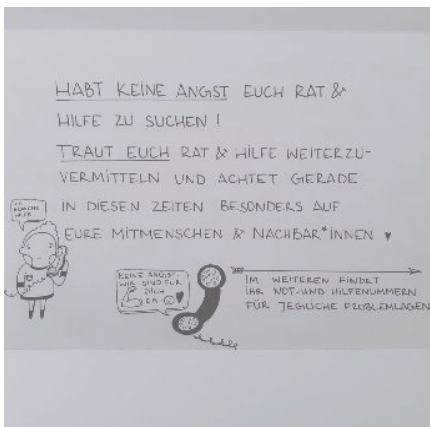 HABT KEINE ANGST EUCH RAT &
HILFE ZU SUCHEN!
TRAUT EUCH RAT & HILFE WEITERZU-
VERMITTELN UND ACHTET GERADE
IN DIESEN ZEITEN BESONDERS AUF
EURE MITMENSCHEN & NACHBAR*INNEN ♥
HILFE
KEINE ANGST.
WIR SIND FÜR
DICH
DA
IM WEITEREN FINDET
IHR NOT- UND HILFENUMMERN
FÜR JEGLICHE PROBLEMLAGEN